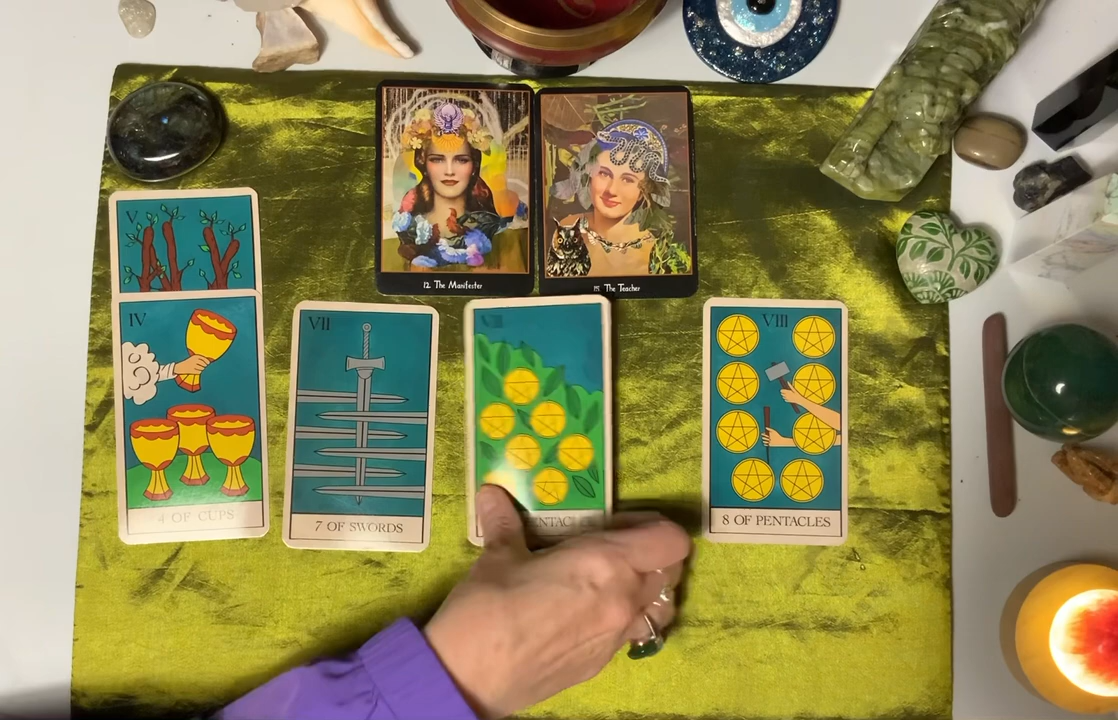 12 The Manifester
15 The Teacher
V
IV
4 OF CUPS
VII
7 OF SWORDS
VIII
8 OF PENTACLES